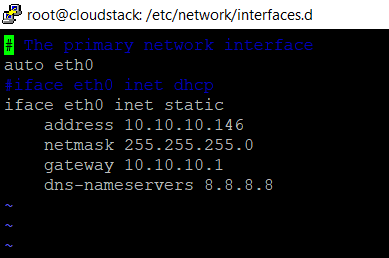 root@cloudstack: /etc/network/interfaces.d
# The primary network interface
auto eth0
#iface eth0 inet dhcp
iface eth0 inet static
    address 10.10.10.146
    netmask 255.255.255.0
    gateway 10.10.10.1
    dns-nameservers 8.8.8.8
~
~
~